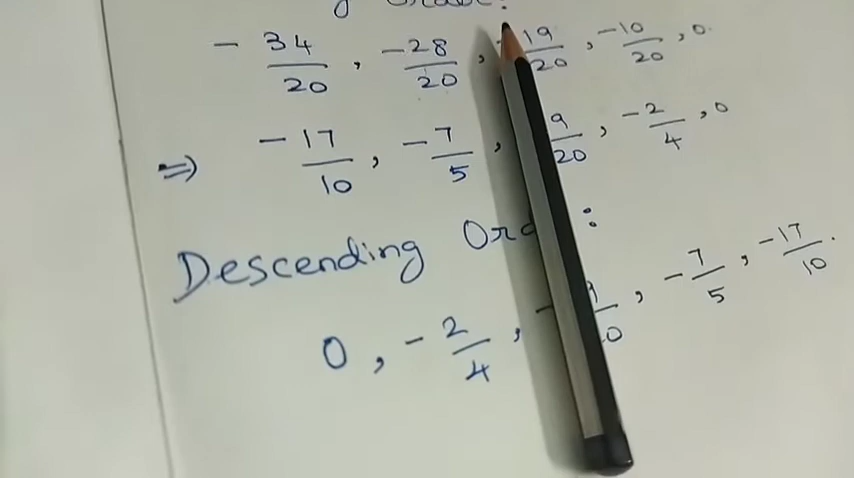 -34/20, -28/20, -19/20, -10/20, 0
⇒ -17/10, -7/5, 9/20, -2/4, 0
Descending Ord :
0, -2/4, -7/5, -17/10.